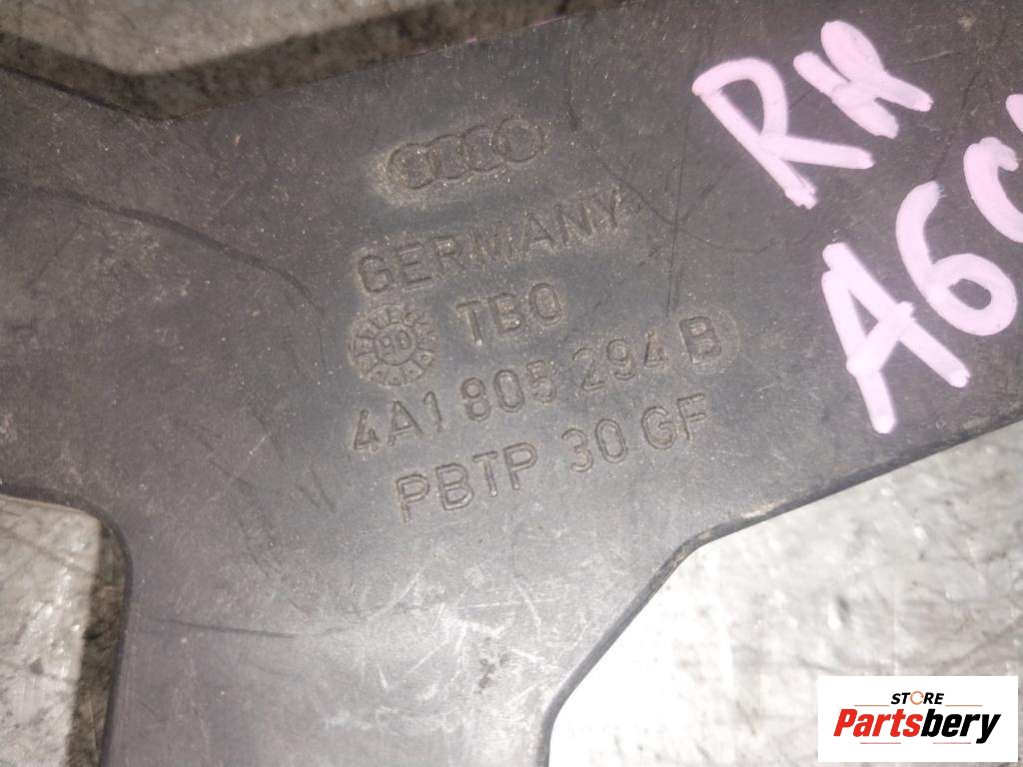 GERMANY
TBO
4A1 805 294 B
PBTP 30 GF
RH
A6
STORE
Partsbery